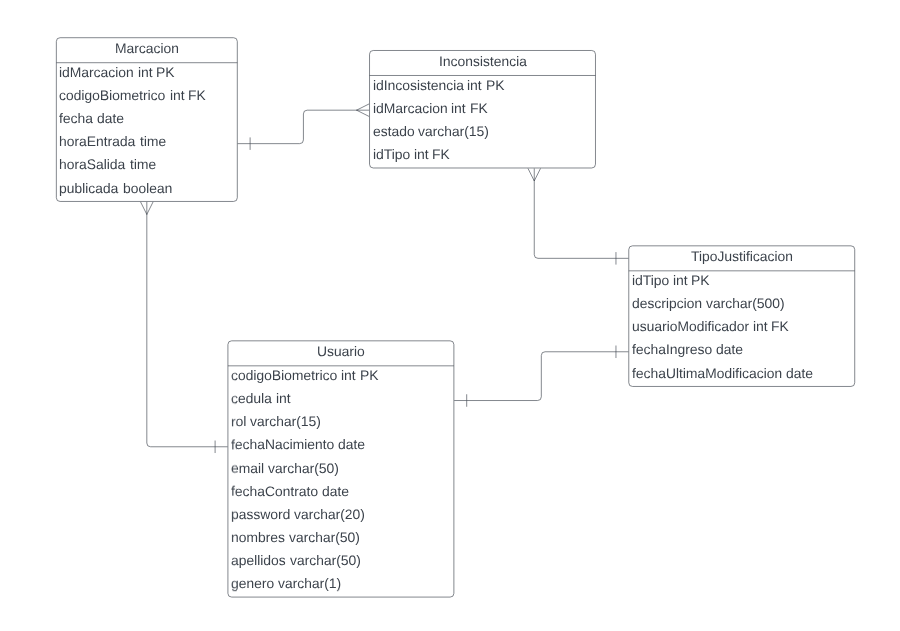 Marcacion
idMarcacion int PK
codigoBiometrico int FK
fecha date
horaEntrada time
horaSalida time
publicada boolean
Inconsistencia
idIncosistencia int PK
idMarcacion int FK
estado varchar(15)
idTipo int FK
TipoJustificacion
idTipo int PK
descripcion varchar(500)
usuarioModificador int FK
fechaIngreso date
fechaUltimaModificacion date
Usuario
codigoBiometrico int PK
cedula int
rol varchar(15)
fechaNacimiento date
email varchar(50)
fechaContrato date
password varchar(20)
nombres varchar(50)
apellidos varchar(50)
genero varchar(1)